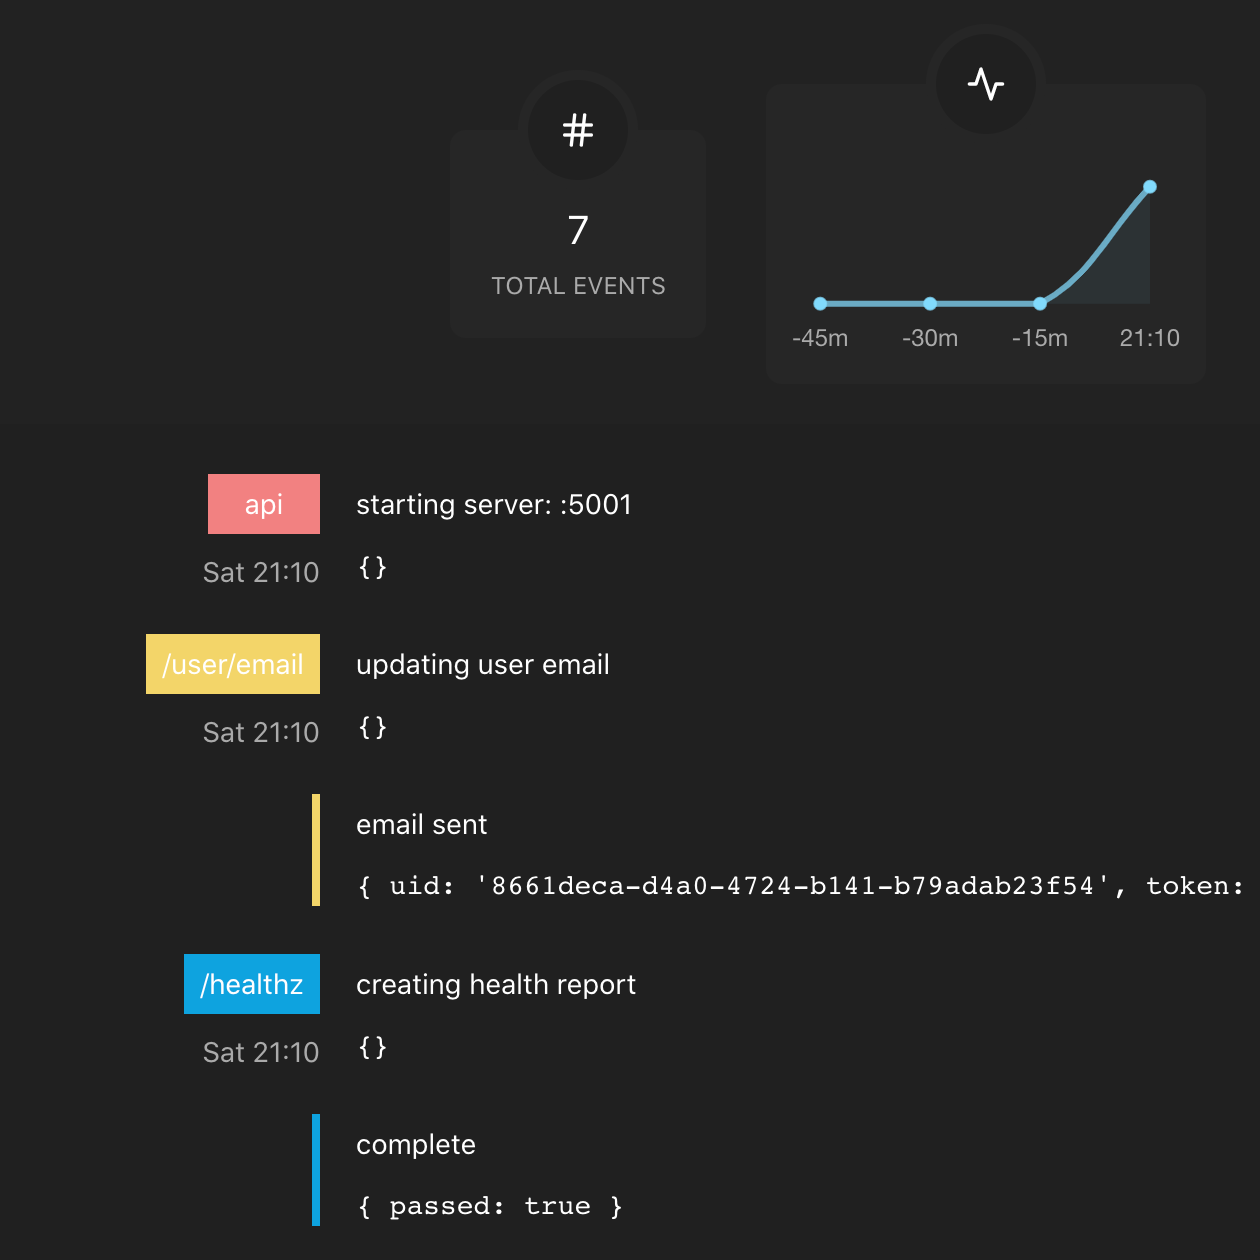 #
7
TOTAL EVENTS
-45m -30m -15m 21:10
api starting server: :5001
Sat 21:10 {}
/user/email updating user email
Sat 21:10 {}
email sent
{ uid: '8661deca-d4a0-4724-b141-b79adab23f54', token:
/healthz creating health report
Sat 21:10 {}
complete
{ passed: true }